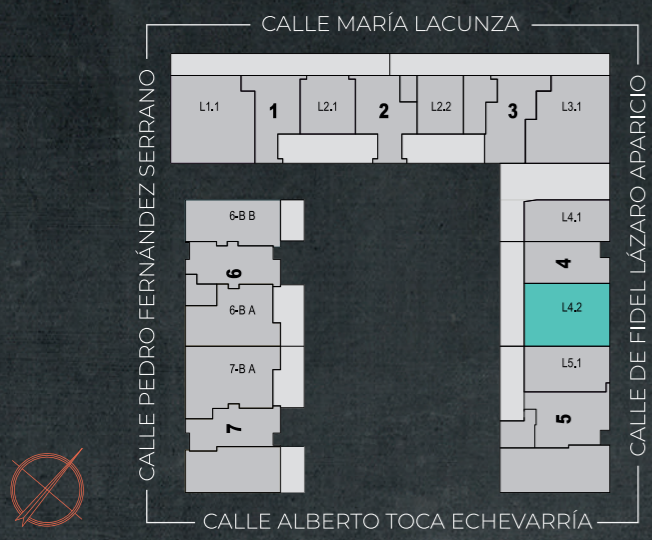 CALLE MARÍA LACUNZA
CALLE PEDRO FERNÁNDEZ SERRANO
CALLE DE FIDEL LÁZARO APARICIO
L1.1
1
L2.1
2
L2.2
3
L3.1
6-B B
6
6-B A
7-B A
7
L4.1
4
L4.2
L5.1
5
CALLE ALBERTO TOCA ECHEVARRÍA